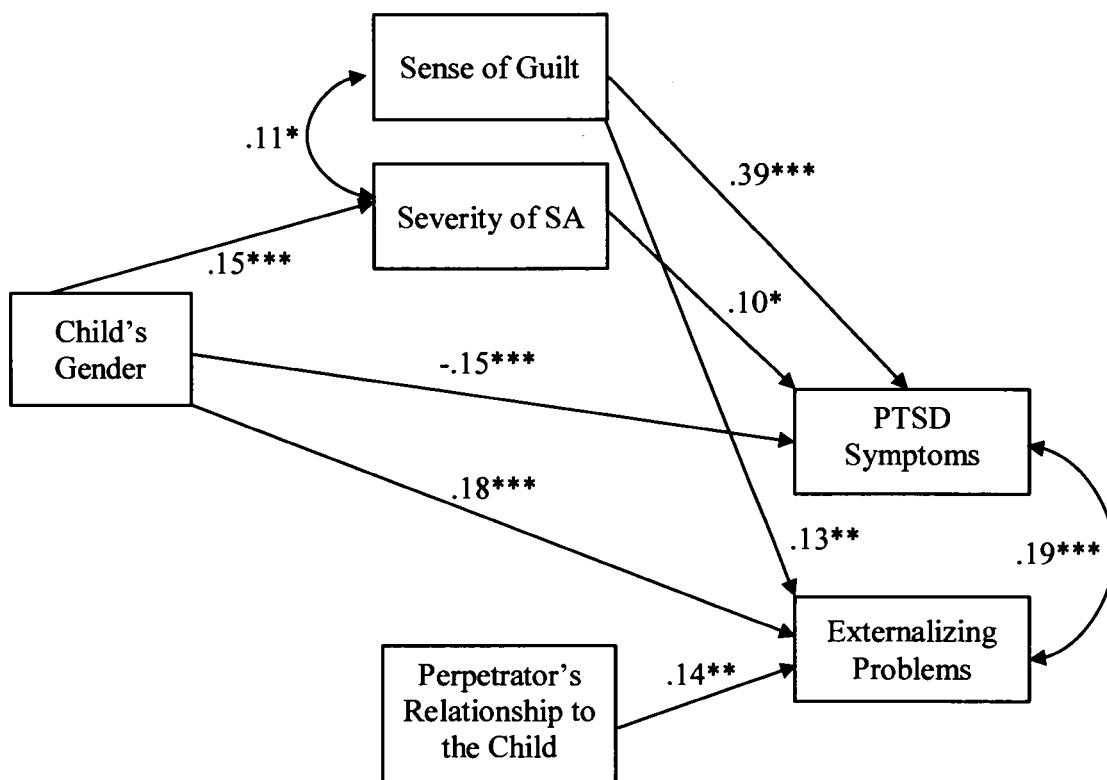 Sense of Guilt
.11*
.39***
Severity of SA
.15***
.10*
Child's
Gender
-.15***
PTSD
Symptoms
.18***
.13**
.19***
Externalizing
Problems
Perpetrator's
Relationship to
the Child
.14**